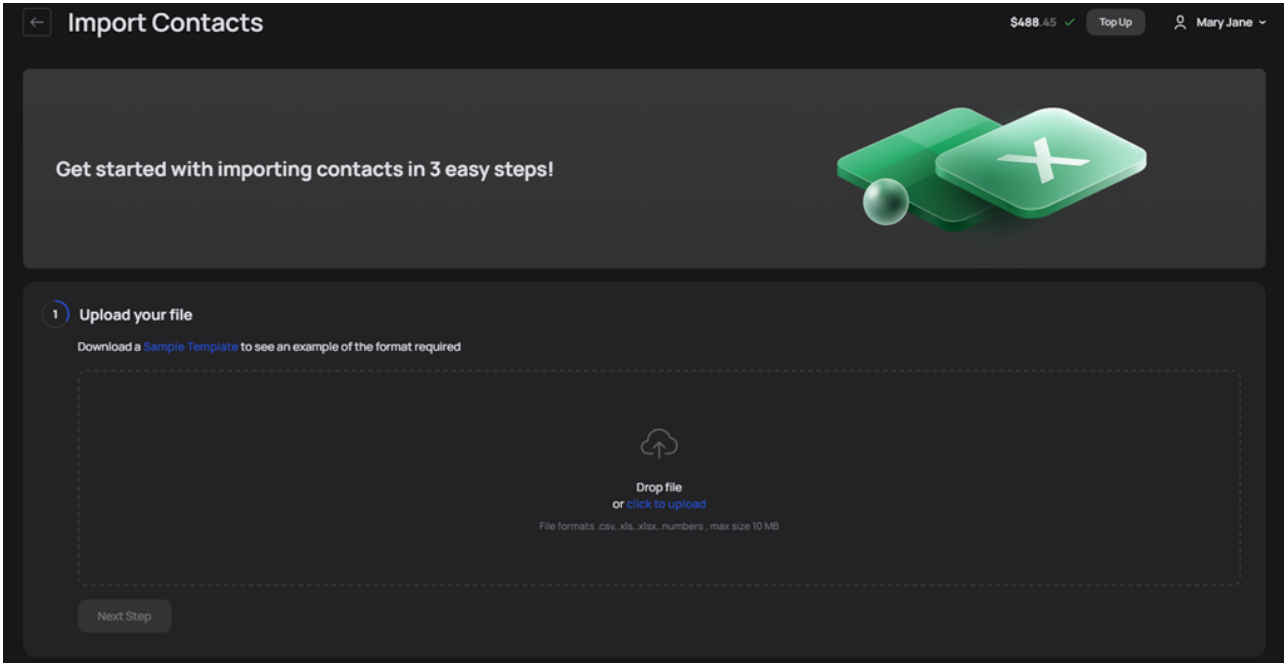 Import Contacts
$488.45
Top Up
Mary Jane
Get started with importing contacts in 3 easy steps!
1 Upload your file
Download a Sample Template to see an example of the format required
Drop file
or click to upload
File formats .csv, .xls, .xlsx, .numbers , max size 10 MB
Next Step